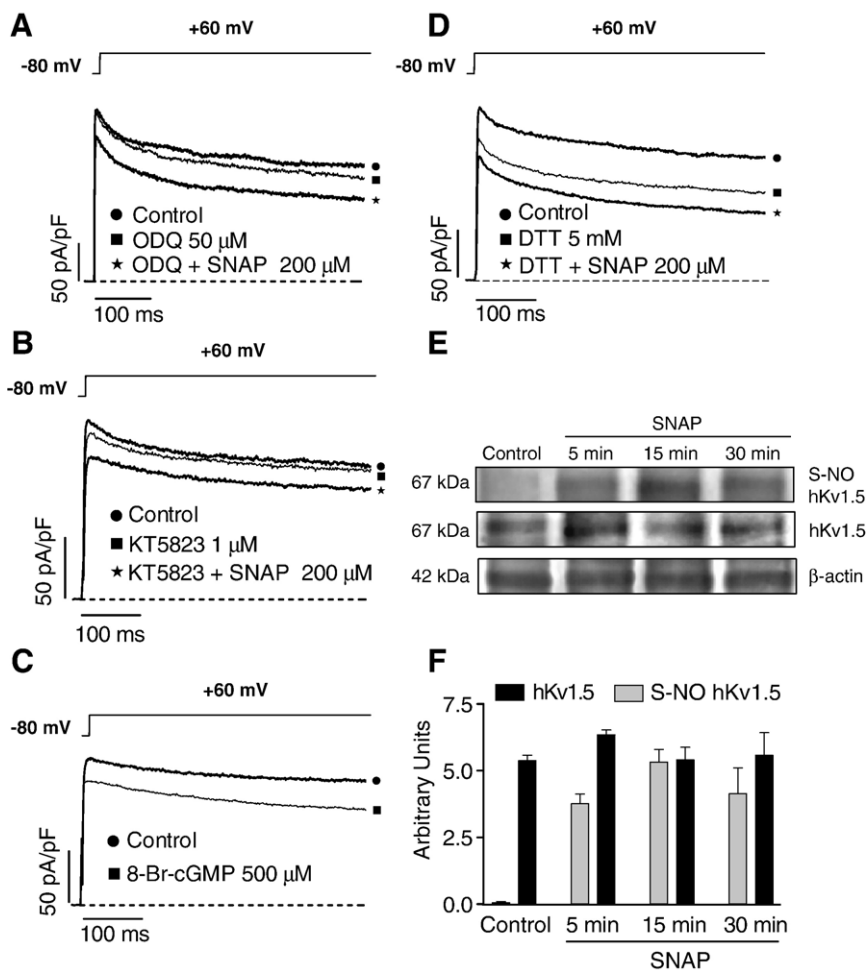 A
+60 mV
-80 mV
● Control
■ ODQ 50 μM
★ ODQ + SNAP 200 μM
50 pA/pF
100 ms
B
+60 mV
-80 mV
● Control
■ KT5823 1 μM
★ KT5823 + SNAP 200 μM
50 pA/pF
100 ms
C
+60 mV
-80 mV
● Control
■ 8-Br-cGMP 500 μM
50 pA/pF
100 ms
D
+60 mV
-80 mV
● Control
■ DTT 5 mM
★ DTT + SNAP 200 μM
50 pA/pF
100 ms
E
SNAP
Control 5 min 15 min 30 min
67 kDa S-NO hKv1.5
67 kDa hKv1.5
42 kDa β-actin
F
hKv1.5 S-NO hKv1.5
Arbitrary Units
7.5
5.0
2.5
0.0
Control 5 min 15 min 30 min
SNAP